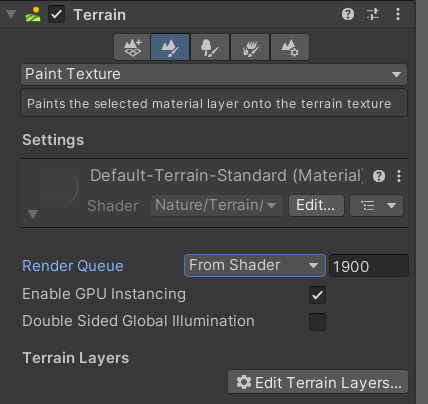 Terrain
Paint Texture
Paints the selected material layer onto the terrain texture
Settings
Default-Terrain-Standard (Material)
Shader Nature/Terrain/ Edit...
Render Queue From Shader 1900
Enable GPU Instancing
Double Sided Global Illumination
Terrain Layers
Edit Terrain Layers...